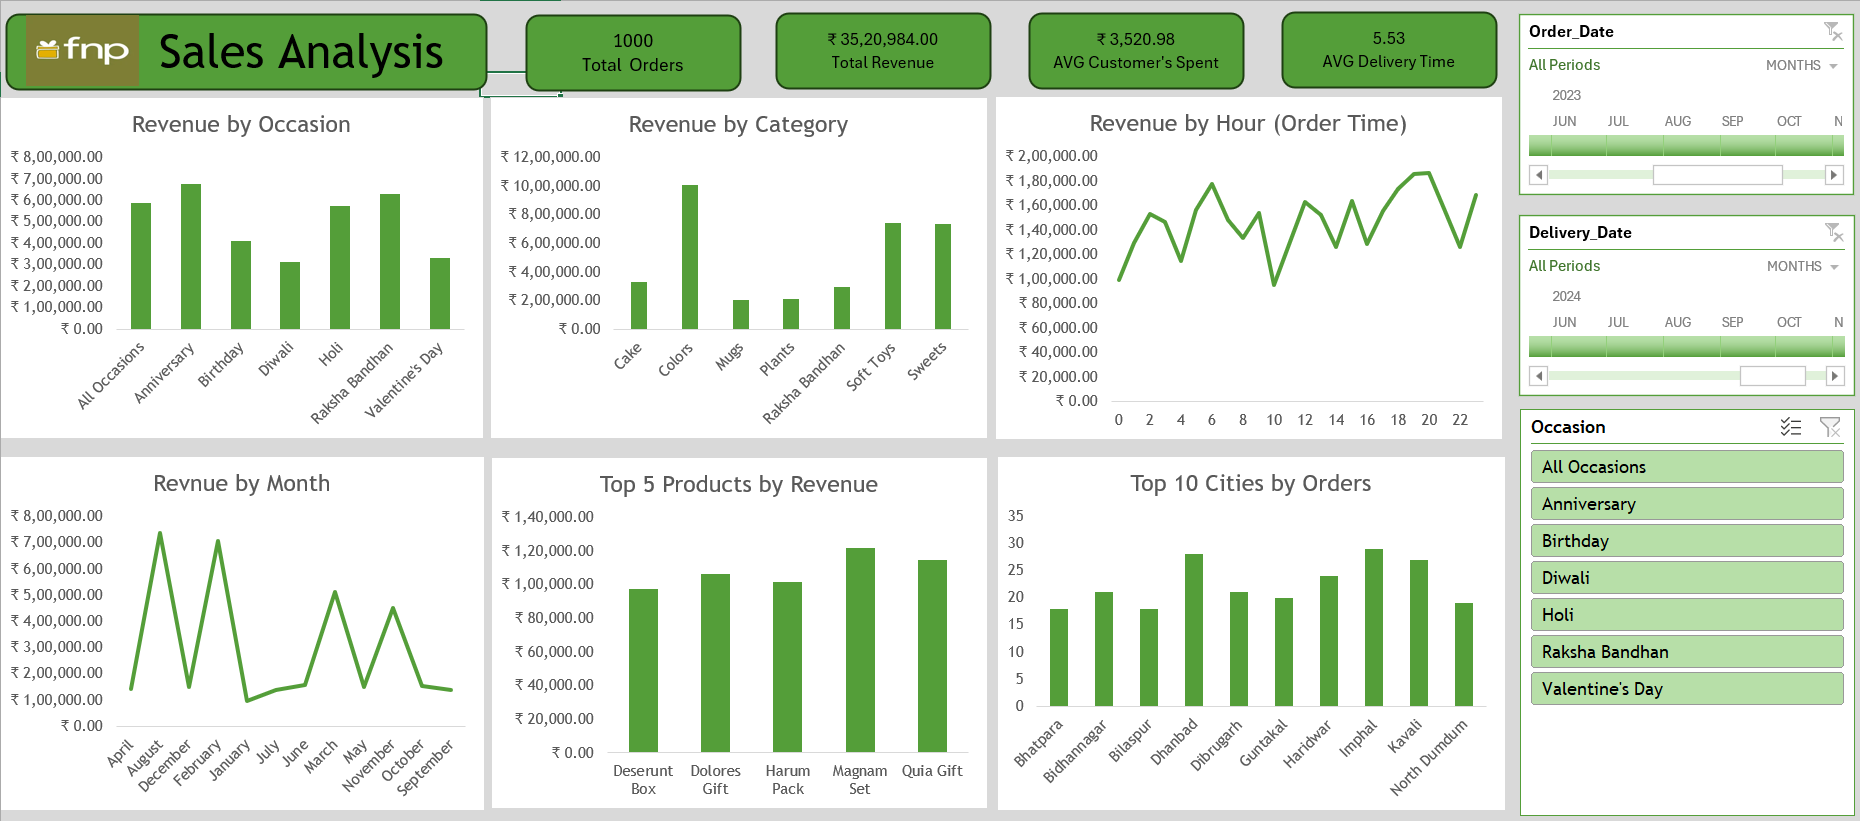 fnp
Sales Analysis
1000
Total Orders
₹ 35,20,984.00
Total Revenue
₹ 3,520.98
AVG Customer's Spent
5.53
AVG Delivery Time
Order_Date
All Periods
MONTHS
2023
JUN JUL AUG SEP OCT N
Delivery_Date
All Periods
MONTHS
2024
JUN JUL AUG SEP OCT N
Occasion
All Occasions
Anniversary
Birthday
Diwali
Holi
Raksha Bandhan
Valentine's Day
Revenue by Occasion
₹ 8,00,000.00
₹ 7,00,000.00
₹ 6,00,000.00
₹ 5,00,000.00
₹ 4,00,000.00
₹ 3,00,000.00
₹ 2,00,000.00
₹ 1,00,000.00
₹ 0.00
All Occasions
Anniversary
Birthday
Diwali
Holi
Raksha Bandhan
Valentine's Day
Revenue by Category
₹ 12,00,000.00
₹ 10,00,000.00
₹ 8,00,000.00
₹ 6,00,000.00
₹ 4,00,000.00
₹ 2,00,000.00
₹ 0.00
Cake
Colors
Mugs
Plants
Raksha Bandhan
Soft Toys
Sweets
Revenue by Hour (Order Time)
₹ 2,00,000.00
₹ 1,80,000.00
₹ 1,60,000.00
₹ 1,40,000.00
₹ 1,20,000.00
₹ 1,00,000.00
₹ 80,000.00
₹ 60,000.00
₹ 40,000.00
₹ 20,000.00
₹ 0.00
0 2 4 6 8 10 12 14 16 18 20 22
Revnue by Month
₹ 8,00,000.00
₹ 7,00,000.00
₹ 6,00,000.00
₹ 5,00,000.00
₹ 4,00,000.00
₹ 3,00,000.00
₹ 2,00,000.00
₹ 1,00,000.00
₹ 0.00
April
August
December
February
January
July
June
March
May
November
October
September
Top 5 Products by Revenue
₹ 1,40,000.00
₹ 1,20,000.00
₹ 1,00,000.00
₹ 80,000.00
₹ 60,000.00
₹ 40,000.00
₹ 20,000.00
₹ 0.00
Deserunt
Box
Dolores
Gift
Harum
Pack
Magnam
Set
Quia Gift
Top 10 Cities by Orders
35
30
25
20
15
10
5
0
Bhatpara
Bidhannagar
Bilaspur
Dhanbad
Dibrugarh
Guntakal
Haridwar
Imphal
Kavali
North Dumdum